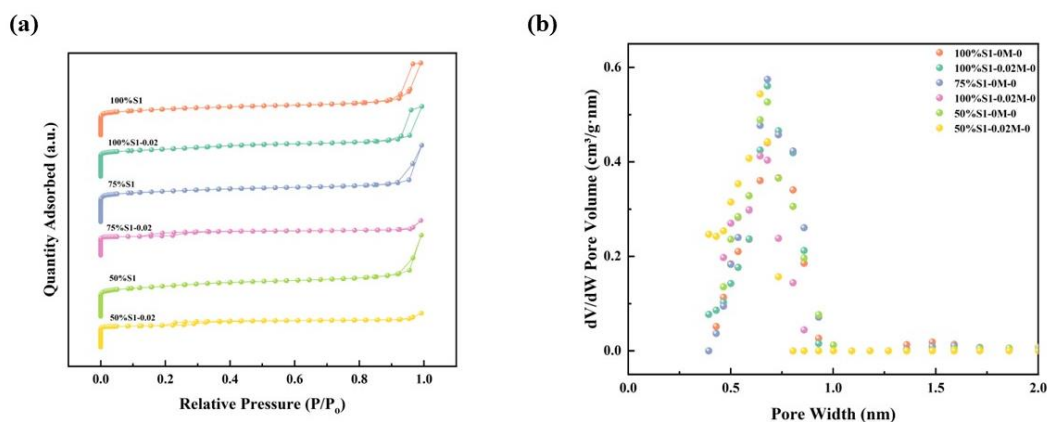 (a)
Quantity Adsorbed (a.u.)
100%S1
100%S1-0.02
75%S1
75%S1-0.02
50%S1
50%S1-0.02
0.0 0.2 0.4 0.6 0.8 1.0
Relative Pressure (P/Po)
(b)
dV/dW Pore Volume (cm³/g·nm)
0.6
0.4
0.2
0.0
100%S1-0M-0
100%S1-0.02M-0
75%S1-0M-0
100%S1-0.02M-0
50%S1-0M-0
50%S1-0.02M-0
0.0 0.5 1.0 1.5 2.0
Pore Width (nm)